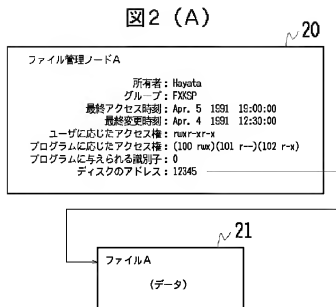 図2 (A)
20
ファイル管理ノードA
所有者：Hayata
グループ：FXKSP
最終アクセス時刻：Apr. 5 1991 19:00:00
最終変更時刻：Apr. 4 1991 12:30:00
ユーザに応じたアクセス権：rwxr-xr-x
プログラムに応じたアクセス権：(100 rwx)(101 r--)(102 r-x)
プログラムに与えられる識別子：0
ディスクのアドレス：12345
21
ファイルA
(データ)